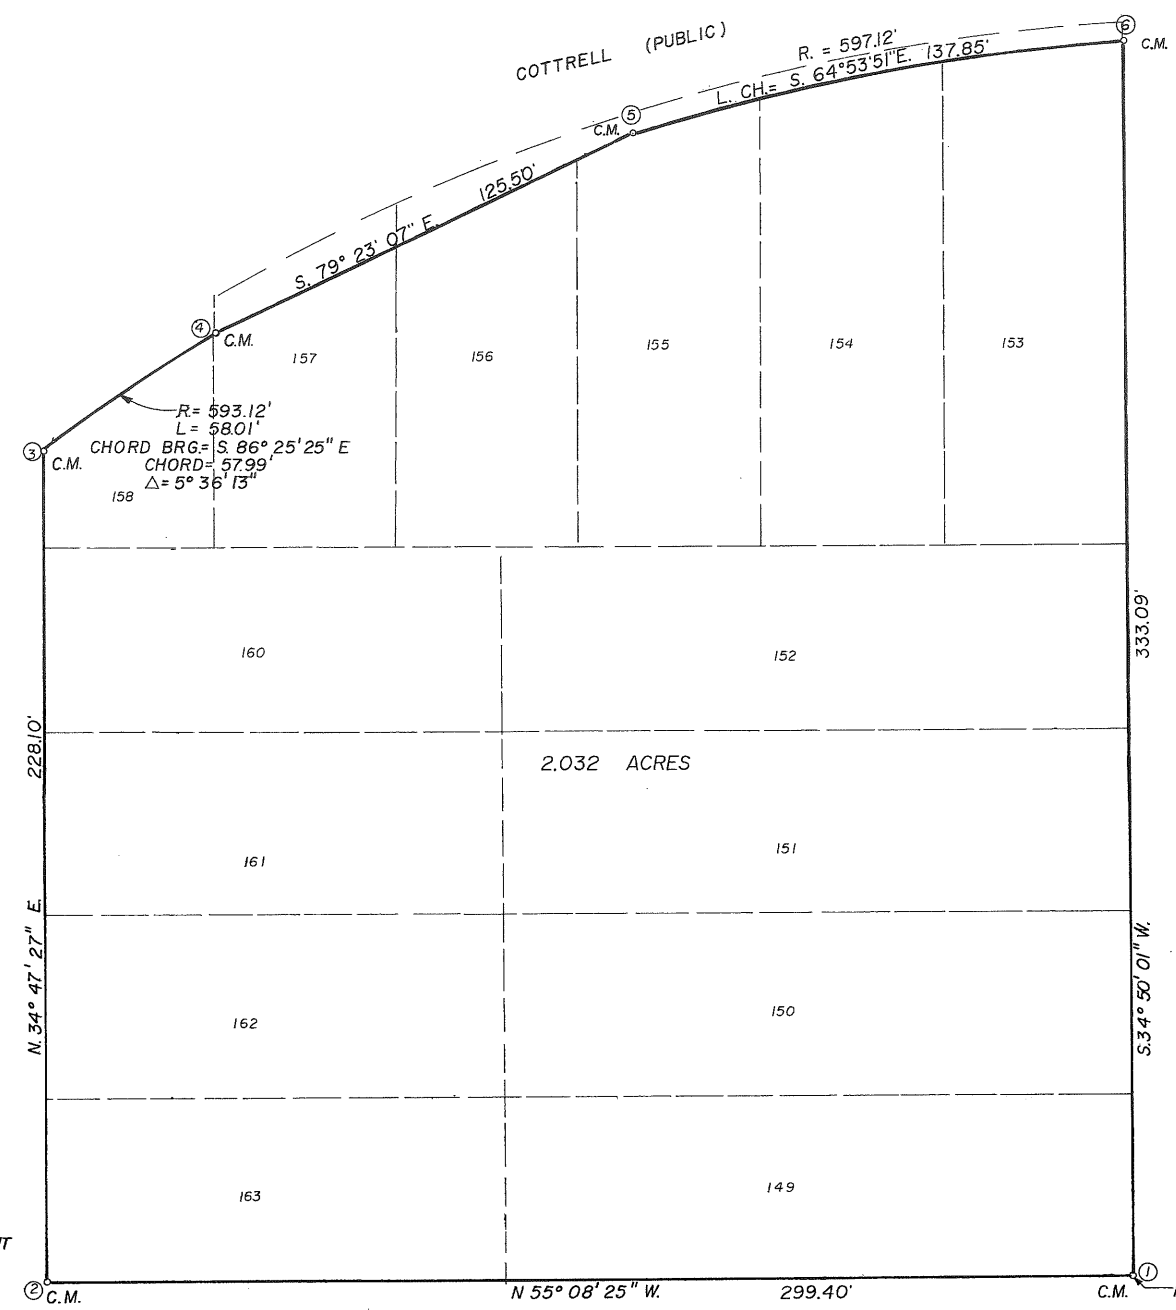 COTTRELL (PUBLIC)
6
C.M.
R. = 597.12'
L. CH.= S. 64°53'51"E. 137.85'
5
C.M.
125.50'
S. 79° 23' 07" E.
4
C.M.
157
156
155
154
153
R.= 593.12'
L= 58.01'
3
CHORD BRG.= S. 86° 25' 25" E
C.M.
CHORD= 57.99'
△= 5° 36' 13"
158
333.09'
160
152
228.10'
2.032 ACRES
161
151
N. 34° 47' 27" E.
S. 34° 50' 01" W.
162
150
163
149
2
C.M.
N 55° 08' 25" W. 299.40'
C.M.
1